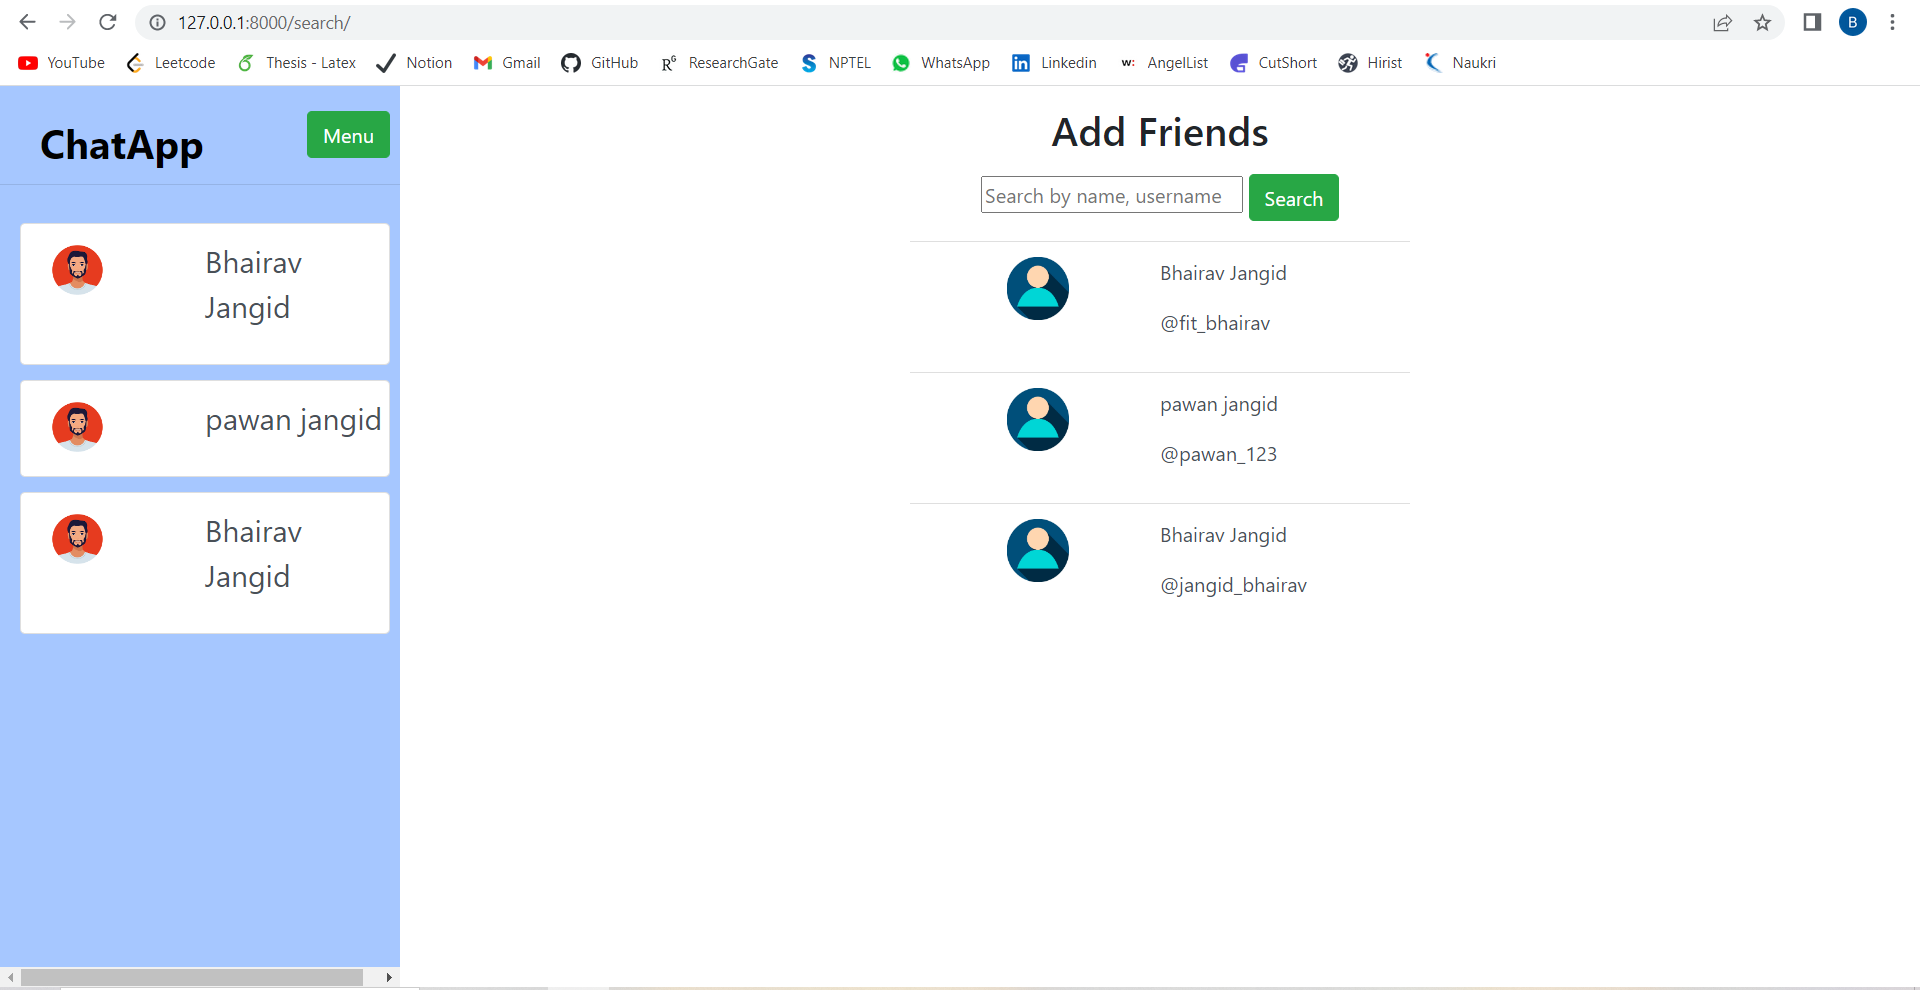 127.0.0.1:8000/search/
B
YouTube Leetcode Thesis - Latex Notion Gmail GitHub RG ResearchGate NPTEL WhatsApp in Linkedin w: AngelList CutShort Hirist Naukri
ChatApp
Menu
Bhairav
Jangid
pawan jangid
Bhairav
Jangid
Add Friends
Search by name, username
Search
Bhairav Jangid
@fit_bhairav
pawan jangid
@pawan_123
Bhairav Jangid
@jangid_bhairav